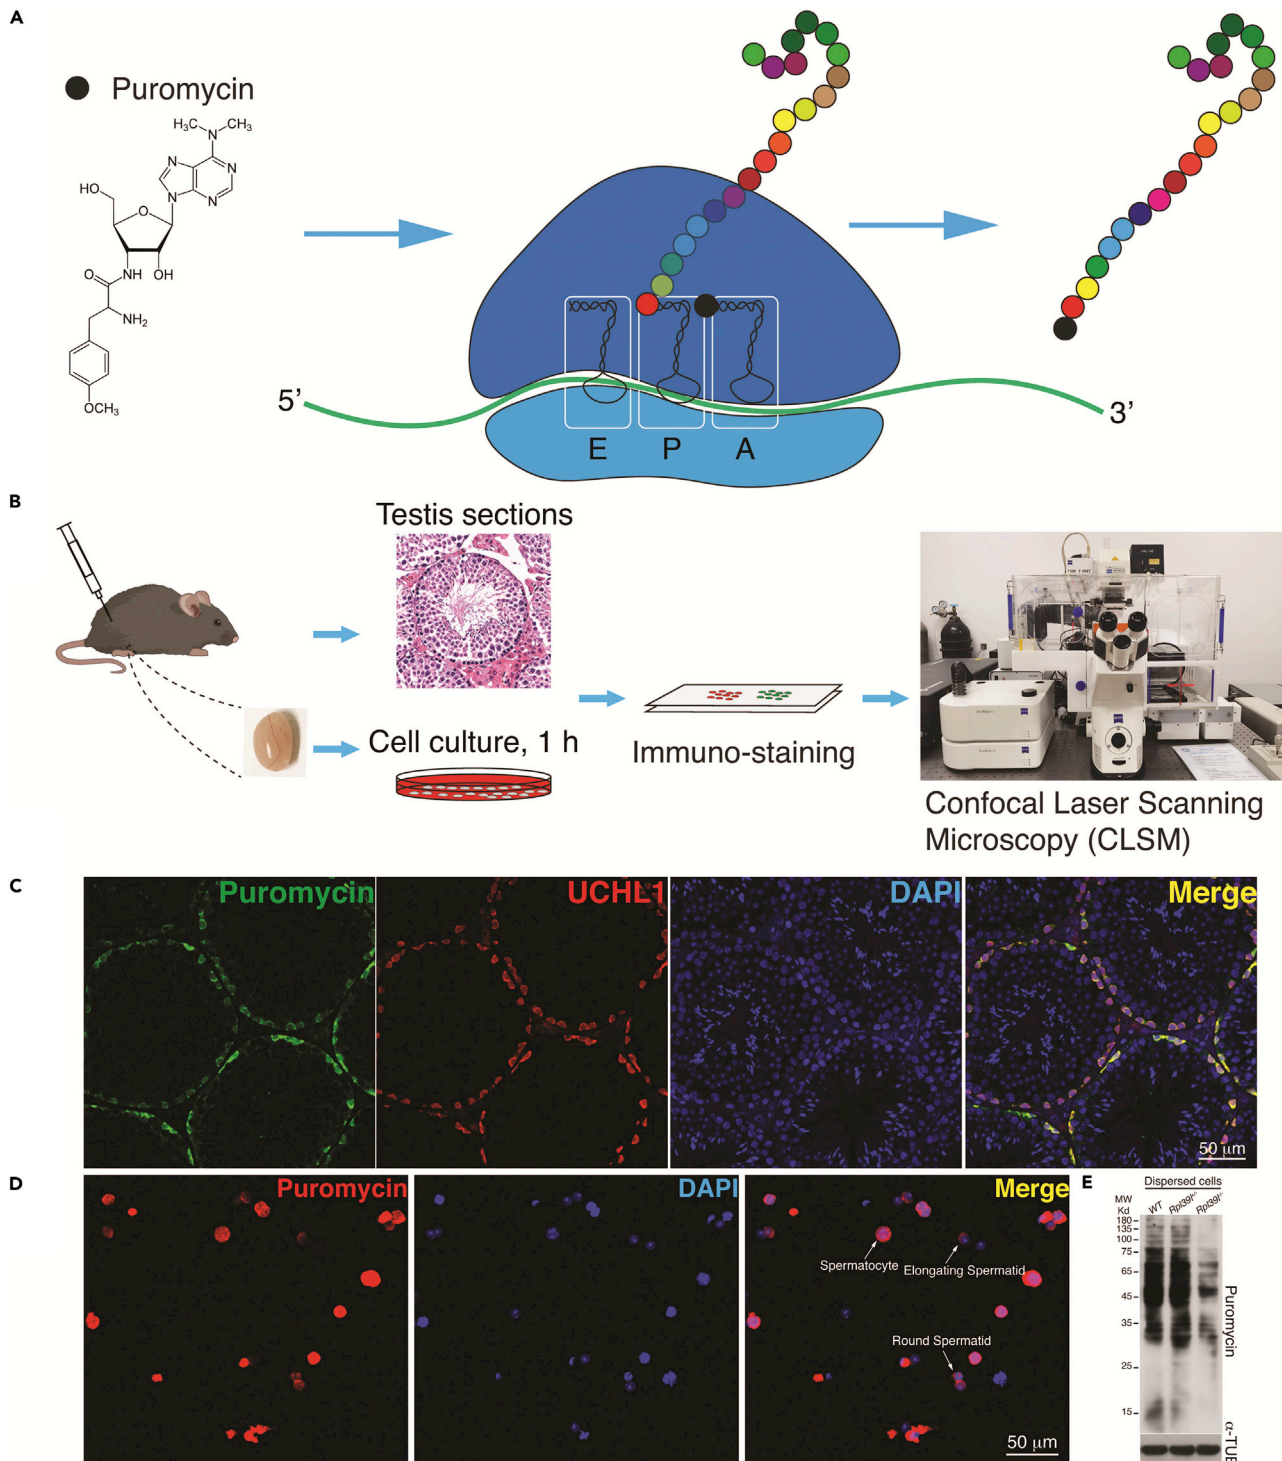 A
Puromycin
H₃C
CH₃
N
N
N
N
N
HO
O
NH
OH
O
NH₂
OCH₃
5'
3'
E
P
A
B
Testis sections
Cell culture, 1 h
Immuno-staining
Confocal Laser Scanning
Microscopy (CLSM)
C
Puromycin
UCHL1
DAPI
Merge
50 μm
D
Puromycin
DAPI
Merge
Spermatocyte
Elongating Spermatid
Round Spermatid
50 μm
E
Dispersed cells
MW
Kd
WT
Rpl39l⁺/⁻
Rpl39l⁻/⁻
180
135
100
75
65
45
35
25
15
Puromycin
α-TUB